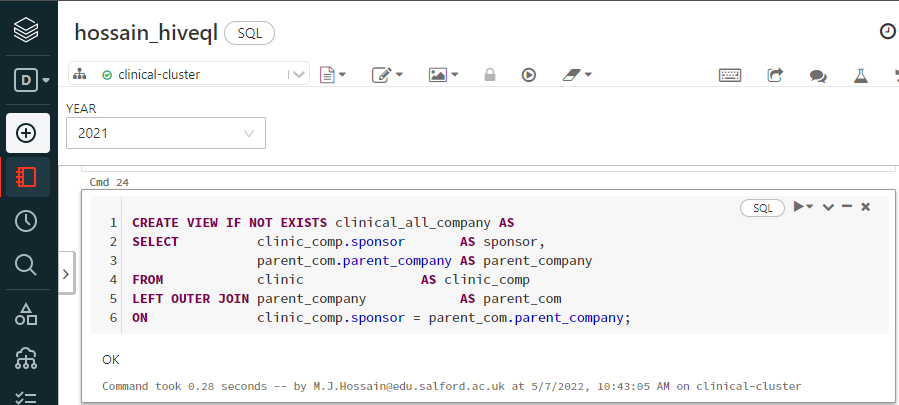 hossain_hiveql SQL
D
clinical-cluster
YEAR
2021
Cmd 24
SQL
1 CREATE VIEW IF NOT EXISTS clinical_all_company AS
2 SELECT clinic_comp.sponsor AS sponsor,
3 parent_com.parent_company AS parent_company
4 FROM clinic AS clinic_comp
5 LEFT OUTER JOIN parent_company AS parent_com
6 ON clinic_comp.sponsor = parent_com.parent_company;
OK
Command took 0.28 seconds -- by M.J.Hossain@edu.salford.ac.uk at 5/7/2022, 10:43:05 AM on clinical-cluster